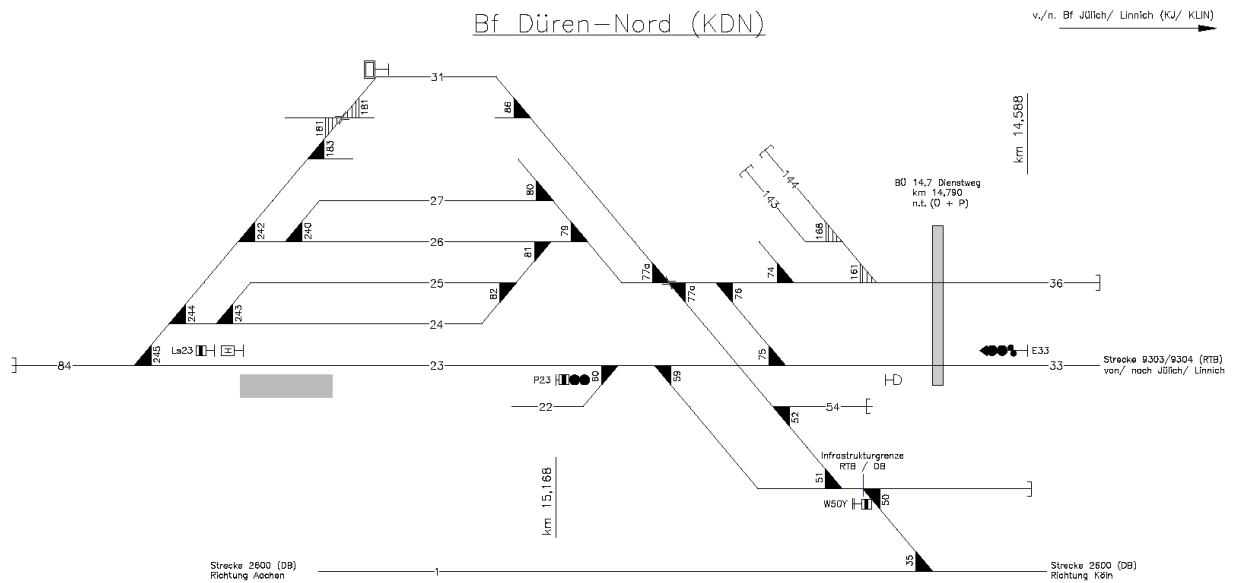 Bf Düren-Nord (KDN)
v./n. Bf Jülich/ Linnich (KJ/ KLIN)
31
181
181
86
183
km 14,588
144
143
BÜ 14,7 Dienstweg
km 14,790
n.t. (Ü + P)
80
27
242
240
26
79
168
81
77a
74
161
25
36
82
77a
76
244
243
24
245
Ls23
H
75
E33
84
23
33
Strecke 9303/9304 (RTB)
von/ nach Jülich/ Linnich
P23
60
59
22
54
52
Infrastrukturgrenze
RTB / DB
km 15,168
51
50
W50Y
35
Strecke 2600 (DB)
Richtung Aachen
1
Strecke 2600 (DB)
Richtung Köln